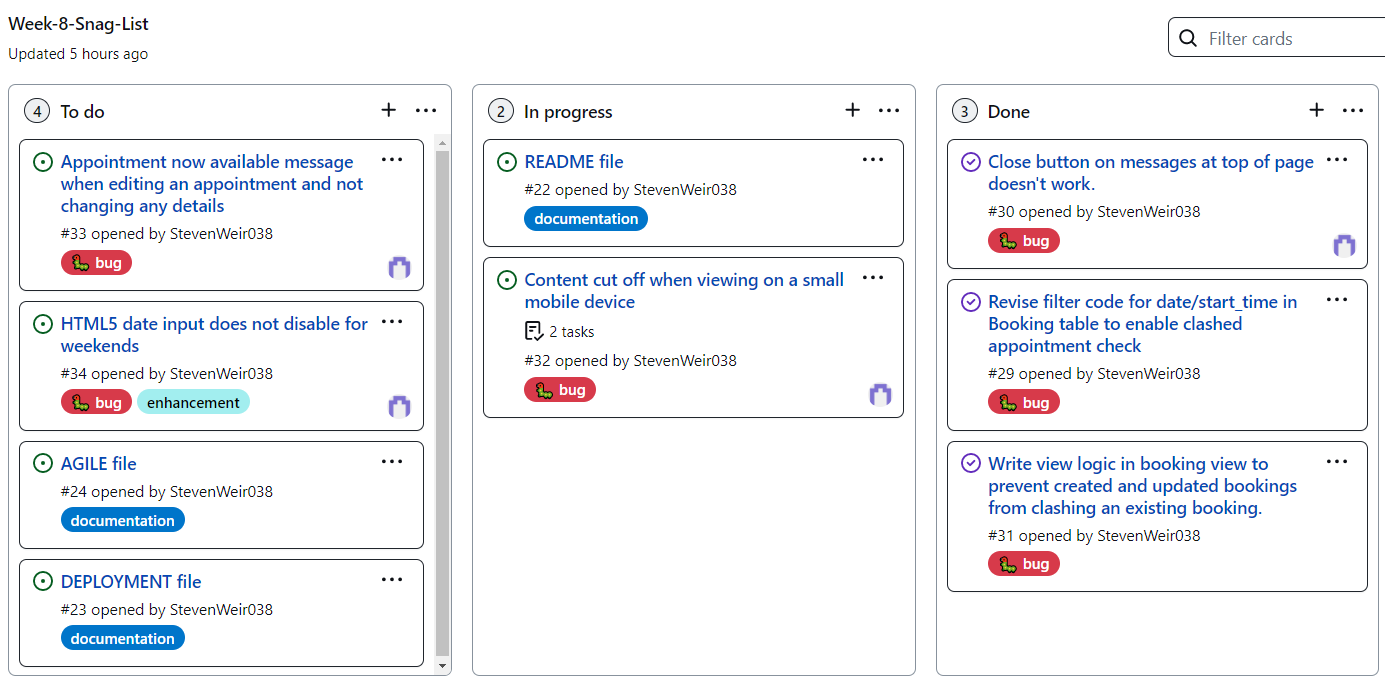 Week-8-Snag-List
Updated 5 hours ago
Filter cards
4 To do
Appointment now available message
when editing an appointment and not
changing any details
#33 opened by StevenWeir038
bug
HTML5 date input does not disable for
weekends
#34 opened by StevenWeir038
bug enhancement
AGILE file
#24 opened by StevenWeir038
documentation
DEPLOYMENT file
#23 opened by StevenWeir038
documentation
2 In progress
README file
#22 opened by StevenWeir038
documentation
Content cut off when viewing on a small
mobile device
2 tasks
#32 opened by StevenWeir038
bug
3 Done
Close button on messages at top of page
doesn't work.
#30 opened by StevenWeir038
bug
Revise filter code for date/start_time in
Booking table to enable clashed
appointment check
#29 opened by StevenWeir038
bug
Write view logic in booking view to
prevent created and updated bookings
from clashing an existing booking.
#31 opened by StevenWeir038
bug